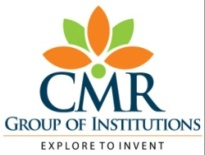 CMR
GROUP OF INSTITUTIONS
EXPLORE TO INVENT